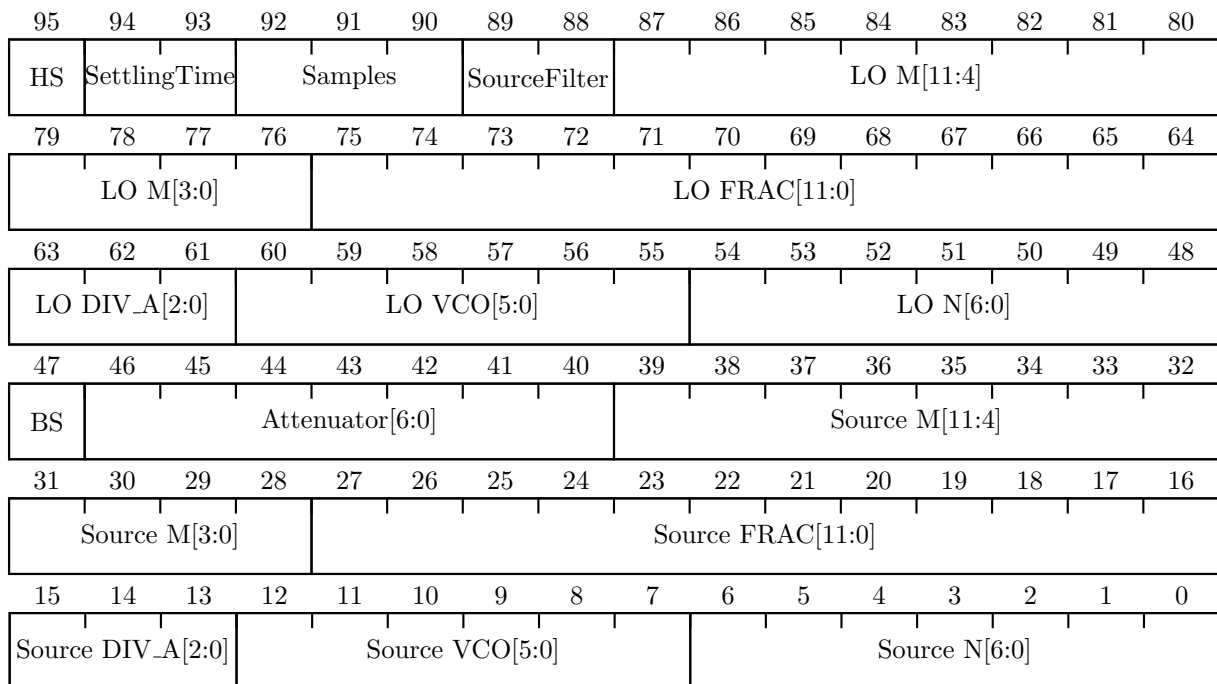 95 94 93 92 91 90 89 88 87 86 85 84 83 82 81 80
HS SettlingTime Samples SourceFilter LO M[11:4]
79 78 77 76 75 74 73 72 71 70 69 68 67 66 65 64
LO M[3:0] LO FRAC[11:0]
63 62 61 60 59 58 57 56 55 54 53 52 51 50 49 48
LO DIV_A[2:0] LO VCO[5:0] LO N[6:0]
47 46 45 44 43 42 41 40 39 38 37 36 35 34 33 32
BS Attenuator[6:0] Source M[11:4]
31 30 29 28 27 26 25 24 23 22 21 20 19 18 17 16
Source M[3:0] Source FRAC[11:0]
15 14 13 12 11 10 9 8 7 6 5 4 3 2 1 0
Source DIV_A[2:0] Source VCO[5:0] Source N[6:0]